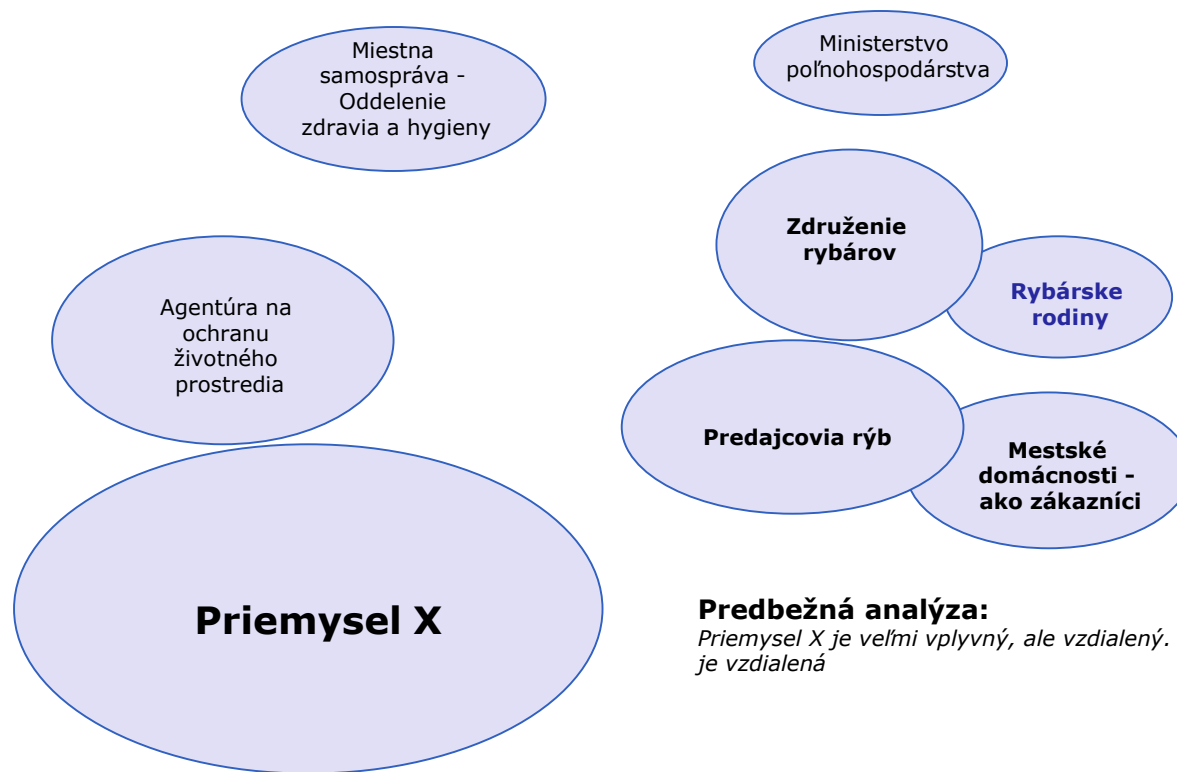 Miestna
samospráva -
Oddelenie
zdravia a hygieny
Ministerstvo
poľnohospodárstva
Združenie
rybárov
Rybárske
rodiny
Agentúra na
ochranu
životného
prostredia
Predajcovia rýb
Mestské
domácnosti -
ako zákazníci
Priemysel X
Predbežná analýza:
Priemysel X je veľmi vplyvný, ale vzdialený.
je vzdialená